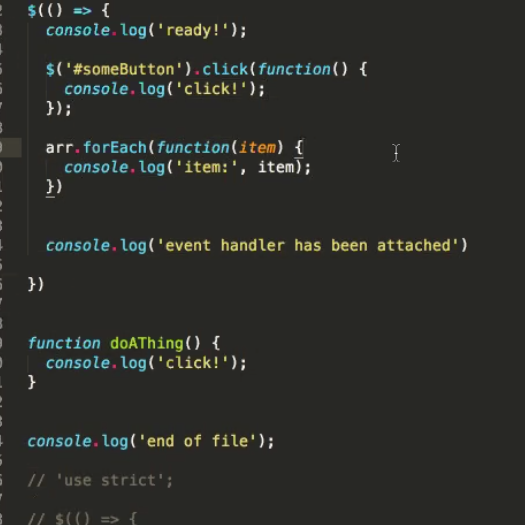 $(() => {
console.log('ready!');
$('#someButton').click(function() {
console.log('click!');
});
arr.forEach(function(item) {
console.log('item:', item);
})
console.log('event handler has been attached')
})
function doAThing() {
console.log('click!');
}
console.log('end of file');
// 'use strict';
// $(() => {